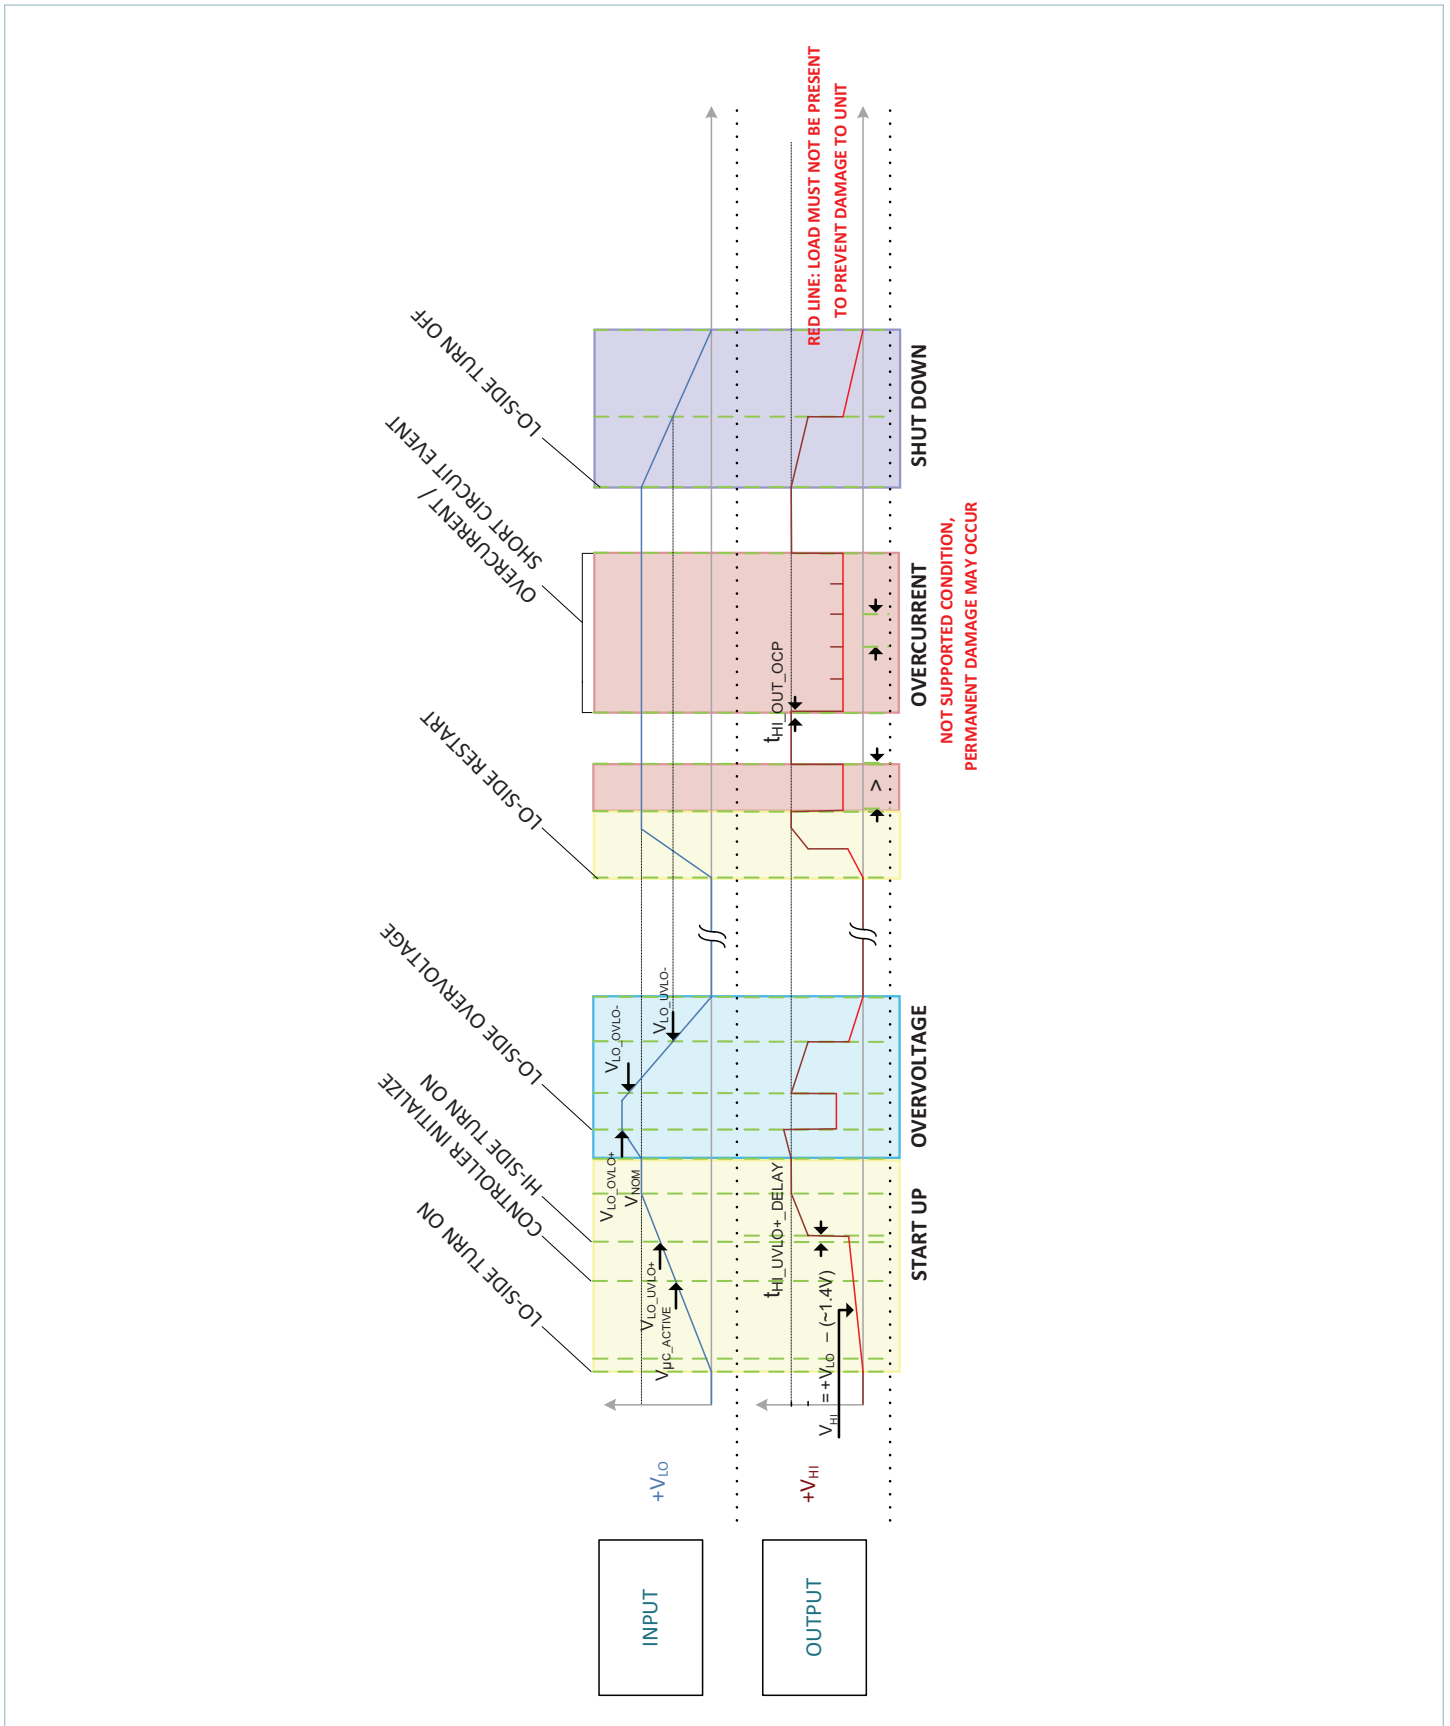 LO-SIDE TURN ON
CONTROLLER INITIALIZE
HI-SIDE TURN ON
LO-SIDE OVERVOLTAGE
LO-SIDE RESTART
OVERCURRENT /
SHORT CIRCUIT EVENT
LO-SIDE TURN OFF
INPUT
+VLO
VµC_ACTIVE
VLO_UVLO+
VNOM
VLO_OVLO+
VLO_OVLO-
VLO_UVLO-
OUTPUT
+VHI
VHI = +VLO – (~1.4V)
tHI_UVLO+_DELAY
tHI_OUT_OCP
>
RED LINE: LOAD MUST NOT BE PRESENT
TO PREVENT DAMAGE TO UNIT
START UP
OVERVOLTAGE
OVERCURRENT
SHUT DOWN
NOT SUPPORTED CONDITION,
PERMANENT DAMAGE MAY OCCUR